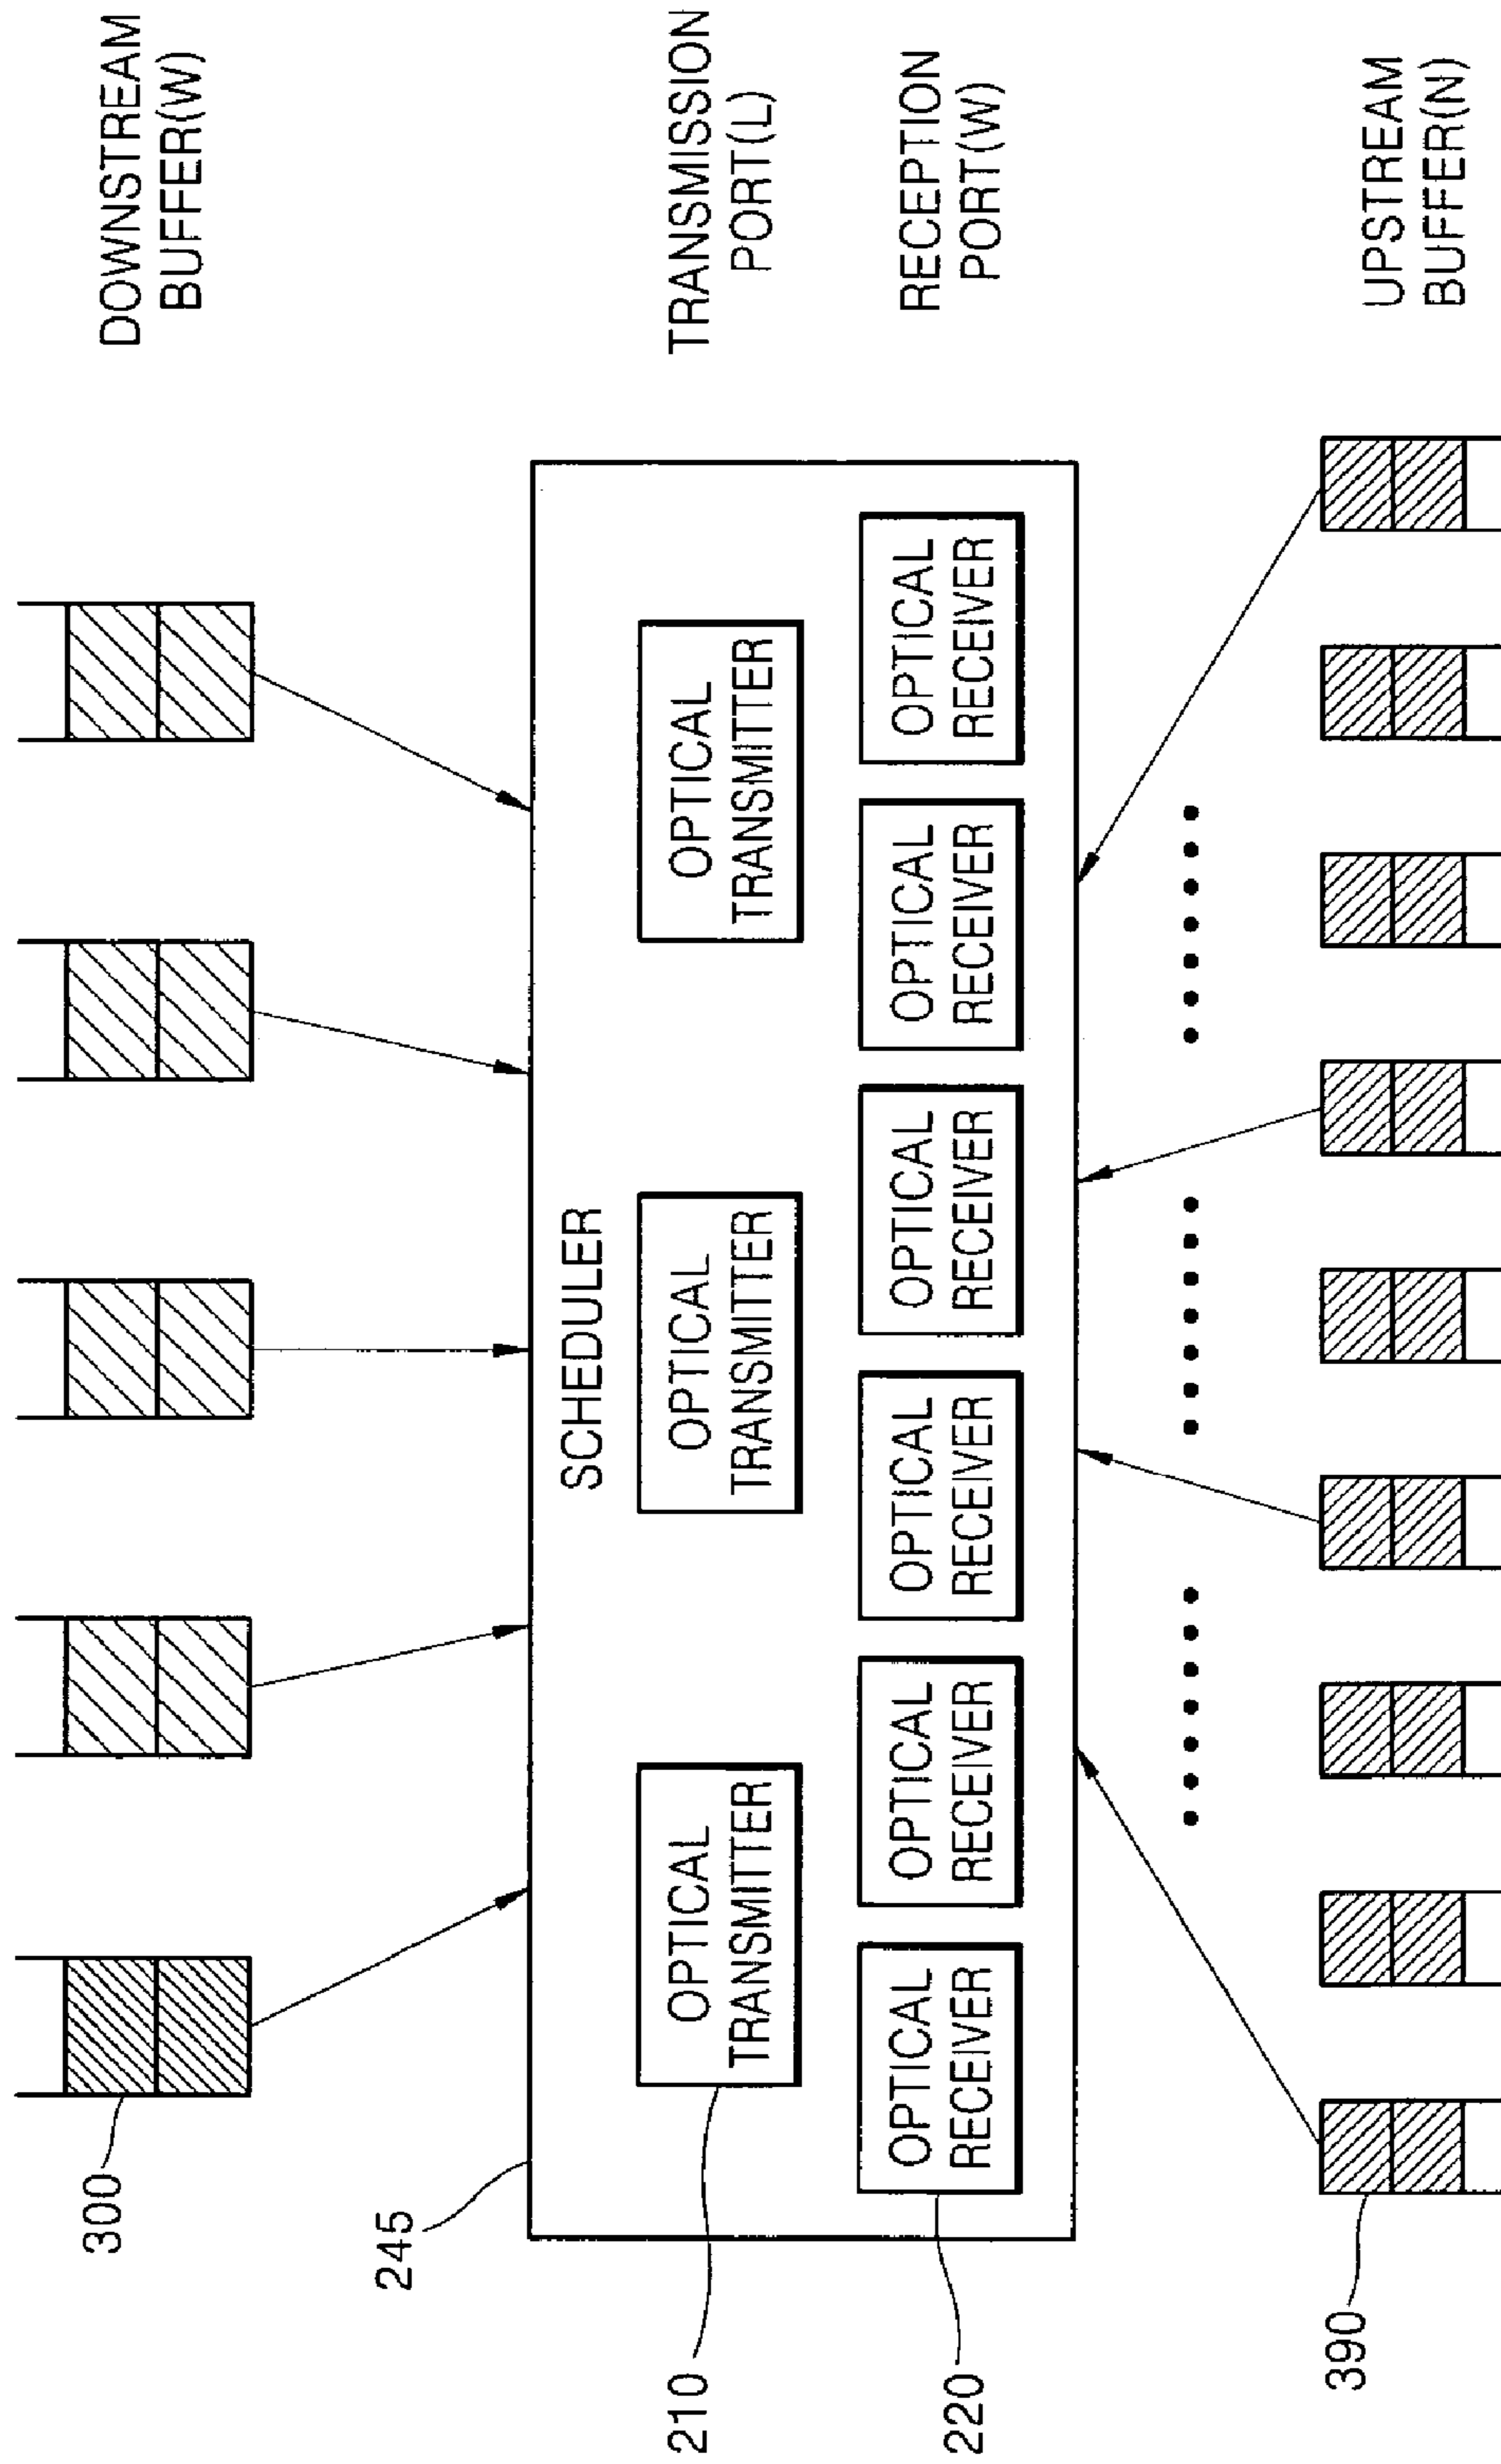 300
DOWNSTREAM
BUFFER(W)
245
SCHEDULER
210
OPTICAL
TRANSMITTER
OPTICAL
TRANSMITTER
OPTICAL
TRANSMITTER
TRANSMISSION
PORT(L)
220
OPTICAL
RECEIVER
OPTICAL
RECEIVER
OPTICAL
RECEIVER
OPTICAL
RECEIVER
OPTICAL
RECEIVER
OPTICAL
RECEIVER
RECEPTION
PORT(W)
390
UPSTREAM
BUFFER(N)